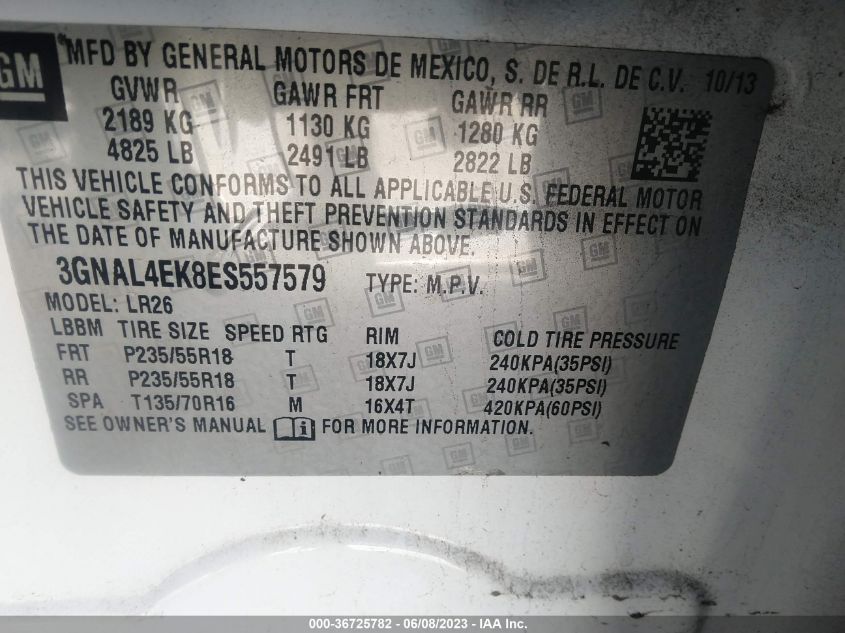 GM
MFD BY GENERAL MOTORS DE MEXICO, S. DE R.L. DE C.V. 10/13
GVWR GAWR FRT GAWR RR
2189 KG 1130 KG 1280 KG
4825 LB 2491 LB 2822 LB
THIS VEHICLE CONFORMS TO ALL APPLICABLE U.S. FEDERAL MOTOR
VEHICLE SAFETY AND THEFT PREVENTION STANDARDS IN EFFECT ON
THE DATE OF MANUFACTURE SHOWN ABOVE.
3GNAL4EK8ES557579 TYPE: M.P.V.
MODEL: LR26
LBBM TIRE SIZE SPEED RTG RIM COLD TIRE PRESSURE
FRT P235/55R18 T 18X7J 240KPA(35PSI)
RR P235/55R18 T 18X7J 240KPA(35PSI)
SPA T135/70R16 M 16X4T 420KPA(60PSI)
SEE OWNER'S MANUAL i FOR MORE INFORMATION.
000-36725782 - 06/08/2023 - IAA Inc.